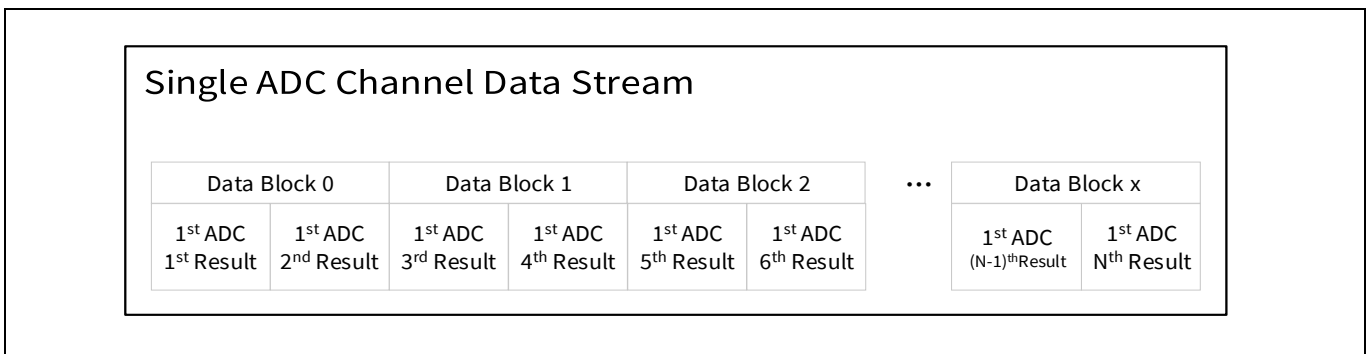 Single ADC Channel Data Stream
Data Block 0 Data Block 1 Data Block 2 ••• Data Block x
1st ADC 1st ADC 1st ADC 1st ADC 1st ADC 1st ADC 1st ADC 1st ADC
1st Result 2nd Result 3rd Result 4th Result 5th Result 6th Result (N-1)thResult Nth Result